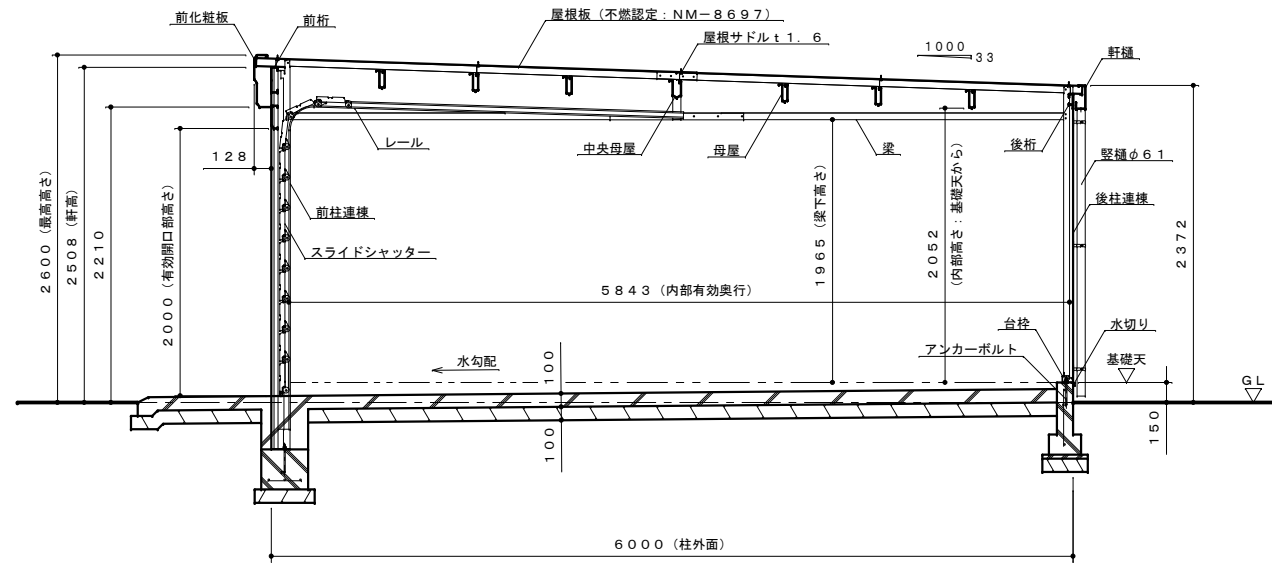 屋根板（不燃認定：ＮＭ－８６９７）
前化粧板
前桁
屋根サドルｔ１．６
１０００
３３
軒樋
レール
中央母屋
母屋
梁
後桁
竪樋φ６１
１２８
前柱連棟
後柱連棟
スライドシャッター
２６００（最高高さ）
２５０８（軒高）
２２１０
２０００（有効開口部高さ）
１９６５（梁下高さ）
２０５２
（内部高さ：基礎天から）
２３７２
５８４３（内部有効奥行）
台枠
水切り
アンカーボルト
基礎天
水勾配
１００
１００
ＧＬ
１５０
６０００（柱外面）